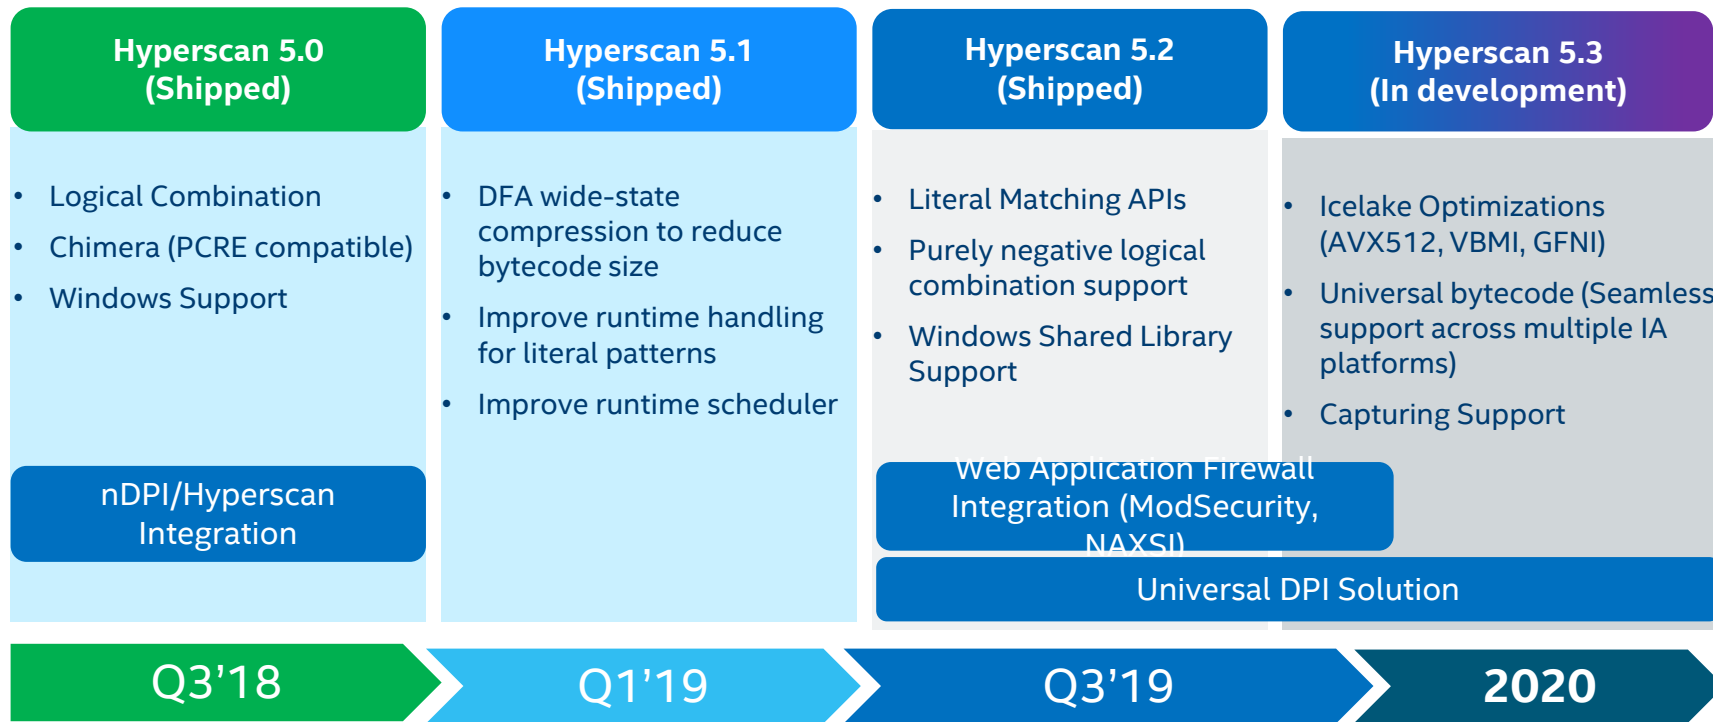 Hyperscan 5.0
(Shipped)
• Logical Combination
• Chimera (PCRE compatible)
• Windows Support
nDPI/Hyperscan
Integration
Hyperscan 5.1
(Shipped)
• DFA wide-state
compression to reduce
bytecode size
• Improve runtime handling
for literal patterns
• Improve runtime scheduler
Hyperscan 5.2
(Shipped)
• Literal Matching APIs
• Purely negative logical
combination support
• Windows Shared Library
Support
Hyperscan 5.3
(In development)
• Icelake Optimizations
(AVX512, VBMI, GFNI)
• Universal bytecode (Seamless
support across multiple IA
platforms)
• Capturing Support
Web Application Firewall
Integration (ModSecurity,
NAXSI)
Universal DPI Solution
Q3’18
Q1’19
Q3’19
2020